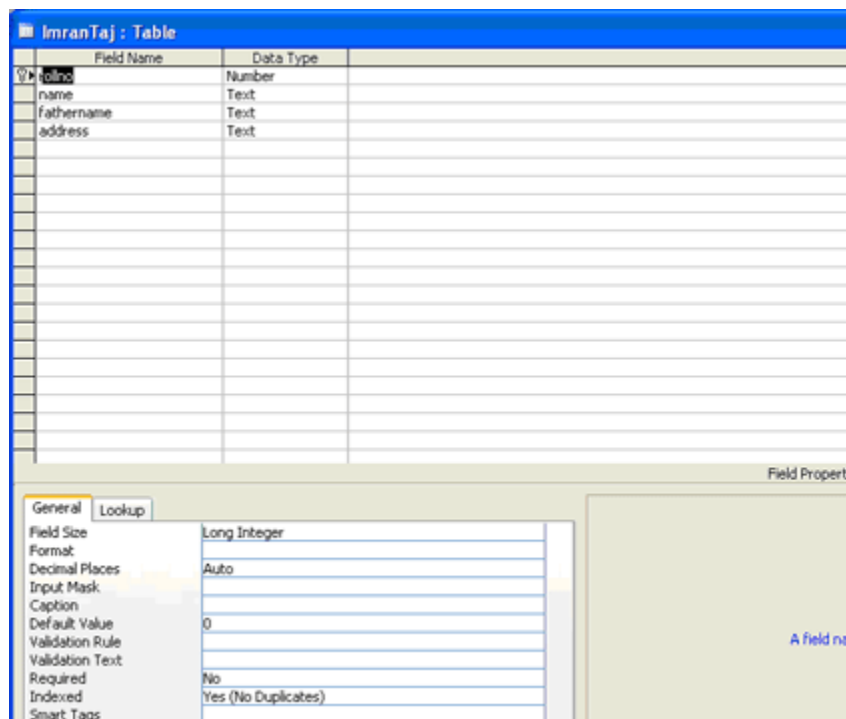 ImranTaj : Table
Field Name Data Type
rollno Number
name Text
fathername Text
address Text
Field Propert
General Lookup
Field Size Long Integer
Format
Decimal Places Auto
Input Mask
Caption
Default Value 0
Validation Rule
Validation Text
A field na
Required No
Indexed Yes (No Duplicates)
Smart Tags